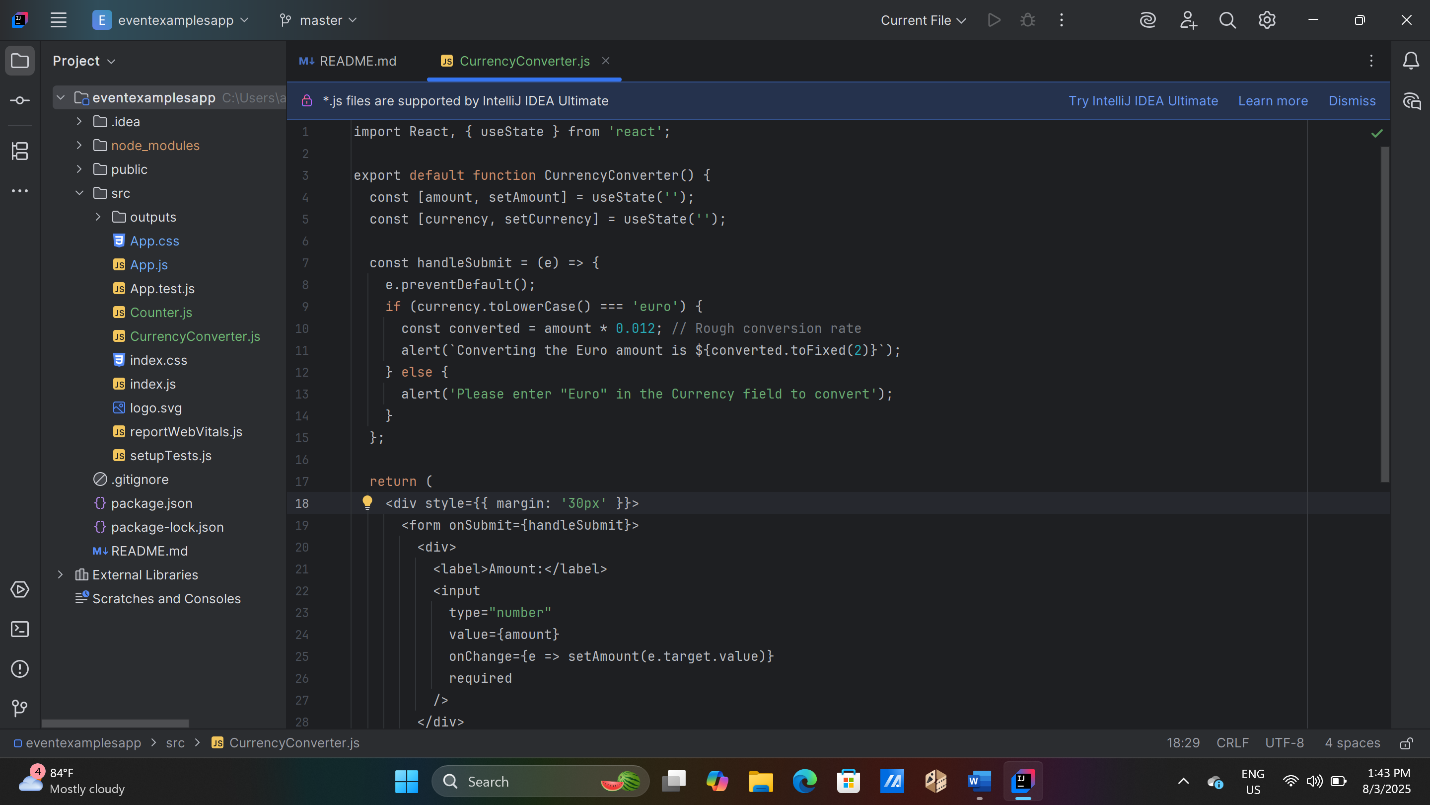 E eventexamplesapp
master
Current File
Project
M↓ README.md
JS CurrencyConverter.js
*.js files are supported by IntelliJ IDEA Ultimate
Try IntelliJ IDEA Ultimate Learn more Dismiss
eventexamplesapp C:\Users\a
.idea
node_modules
public
src
outputs
App.css
JS App.js
JS App.test.js
JS Counter.js
JS CurrencyConverter.js
index.css
JS index.js
logo.svg
JS reportWebVitals.js
JS setupTests.js
.gitignore
{} package.json
{} package-lock.json
M↓ README.md
External Libraries
Scratches and Consoles
1 import React, { useState } from 'react';
2
3 export default function CurrencyConverter() {
4 const [amount, setAmount] = useState('');
5 const [currency, setCurrency] = useState('');
6
7 const handleSubmit = (e) => {
8 e.preventDefault();
9 if (currency.toLowerCase() === 'euro') {
10 const converted = amount * 0.012; // Rough conversion rate
11 alert(`Converting the Euro amount is ${converted.toFixed(2)}`);
12 } else {
13 alert('Please enter "Euro" in the Currency field to convert');
14 }
15 };
16
17 return (
18 <div style={{ margin: '30px' }}>
19 <form onSubmit={handleSubmit}>
20 <div>
21 <label>Amount:</label>
22 <input
23 type="number"
24 value={amount}
25 onChange={e => setAmount(e.target.value)}
26 required
27 />
28 </div>
eventexamplesapp > src > JS CurrencyConverter.js
18:29 CRLF UTF-8 4 spaces
4
84°F
Mostly cloudy
Search
ENG
US
1:43 PM
8/3/2025